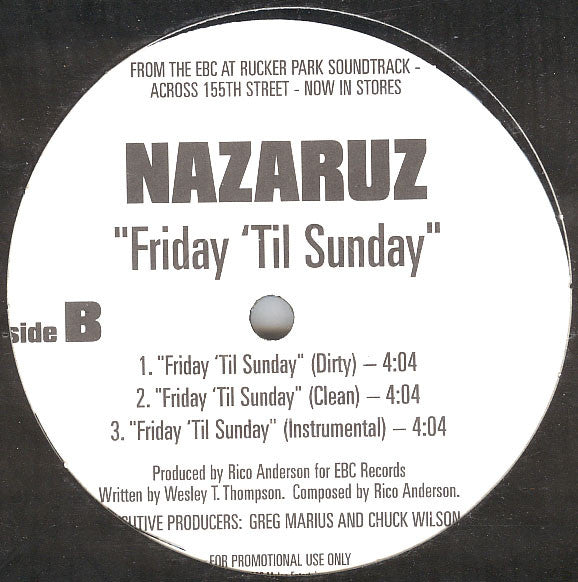 FROM THE EBC AT RUCKER PARK SOUNDTRACK -
ACROSS 155TH STREET - NOW IN STORES
NAZARUZ
"Friday ‘Til Sunday"
side B
1. "Friday ‘Til Sunday" (Dirty) – 4:04
2. "Friday ‘Til Sunday" (Clean) – 4:04
3. "Friday ‘Til Sunday" (Instrumental) – 4:04
Produced by Rico Anderson for EBC Records
Written by Wesley T. Thompson. Composed by Rico Anderson.
CUTIVE PRODUCERS: GREG MARIUS AND CHUCK WILSON
FOR PROMOTIONAL USE ONLY